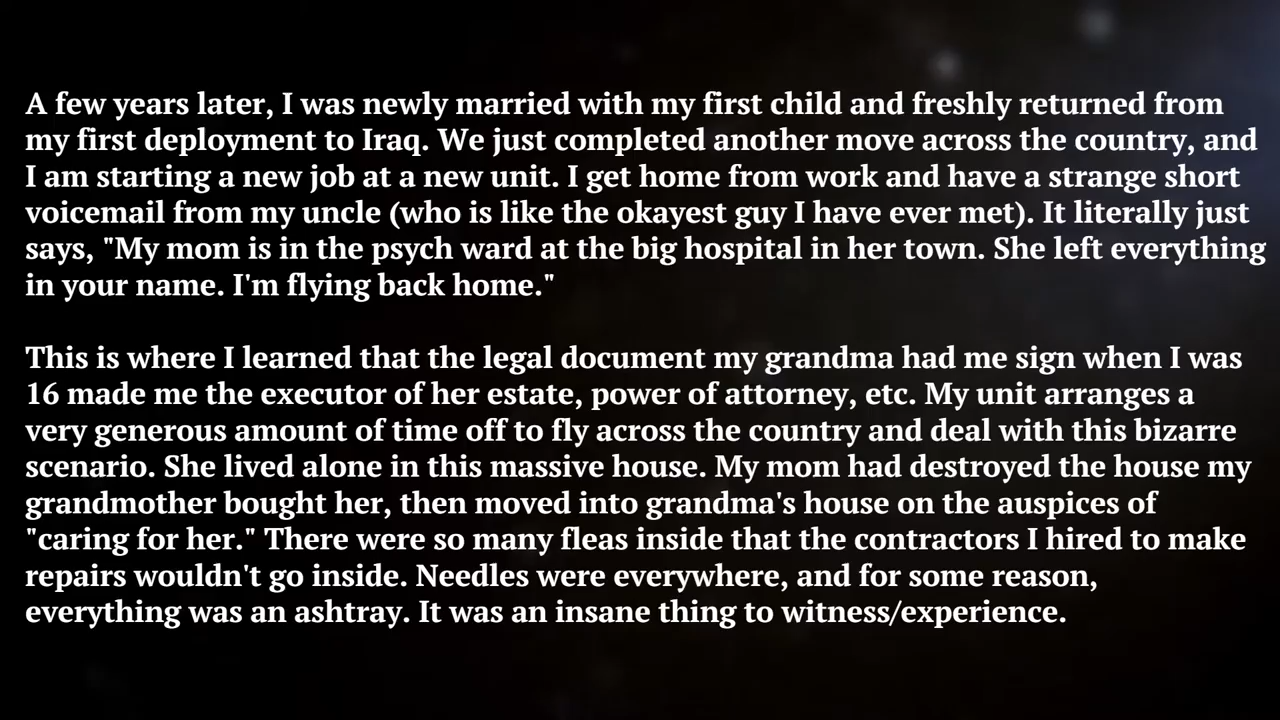 A few years later, I was newly married with my first child and freshly returned from
my first deployment to Iraq. We just completed another move across the country, and
I am starting a new job at a new unit. I get home from work and have a strange short
voicemail from my uncle (who is like the okayest guy I have ever met). It literally just
says, "My mom is in the psych ward at the big hospital in her town. She left everything
in your name. I'm flying back home."
This is where I learned that the legal document my grandma had me sign when I was
16 made me the executor of her estate, power of attorney, etc. My unit arranges a
very generous amount of time off to fly across the country and deal with this bizarre
scenario. She lived alone in this massive house. My mom had destroyed the house my
grandmother bought her, then moved into grandma's house on the auspices of
"caring for her." There were so many fleas inside that the contractors I hired to make
repairs wouldn't go inside. Needles were everywhere, and for some reason,
everything was an ashtray. It was an insane thing to witness/experience.